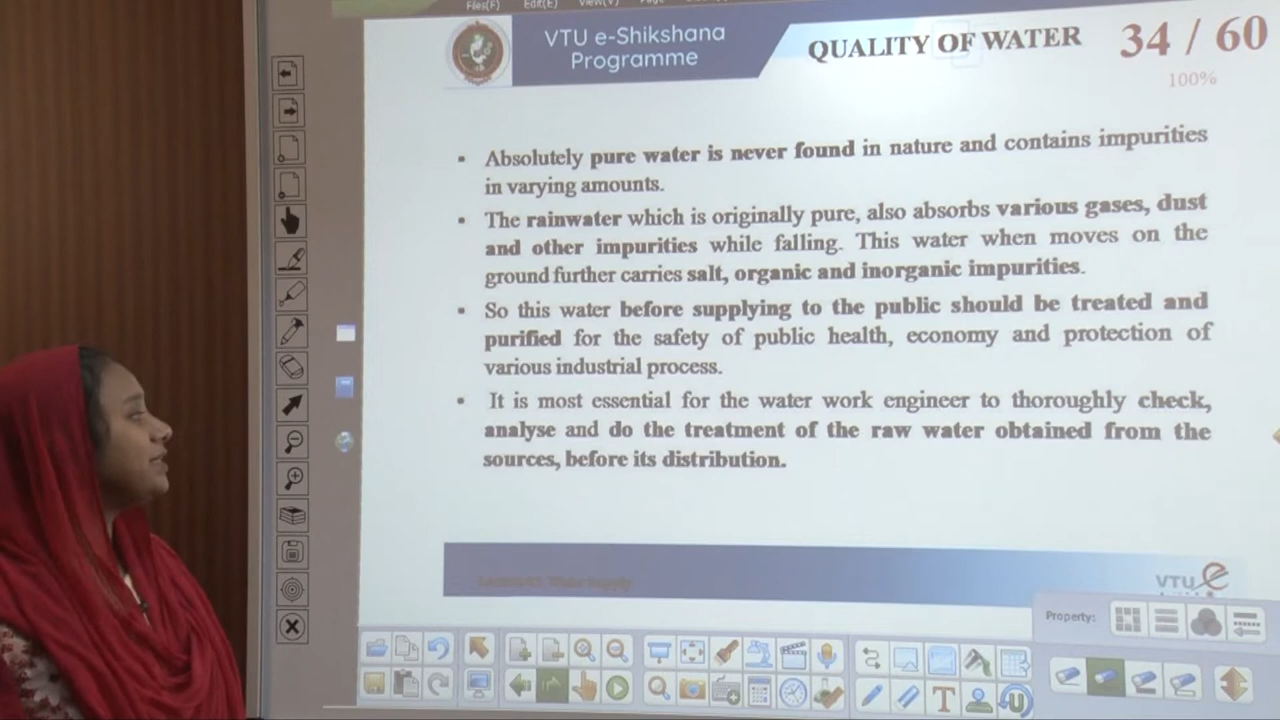 Files(F) Edit(E) View(V)
VTU e-Shikshana
Programme
QUALITY OF WATER
34 / 60
100%
▪ Absolutely pure water is never found in nature and contains impurities
in varying amounts.
▪ The rainwater which is originally pure, also absorbs various gases, dust
and other impurities while falling. This water when moves on the
ground further carries salt, organic and inorganic impurities.
▪ So this water before supplying to the public should be treated and
purified for the safety of public health, economy and protection of
various industrial process.
▪ It is most essential for the water work engineer to thoroughly check,
analyse and do the treatment of the raw water obtained from the
sources, before its distribution.
VTU e
Property: